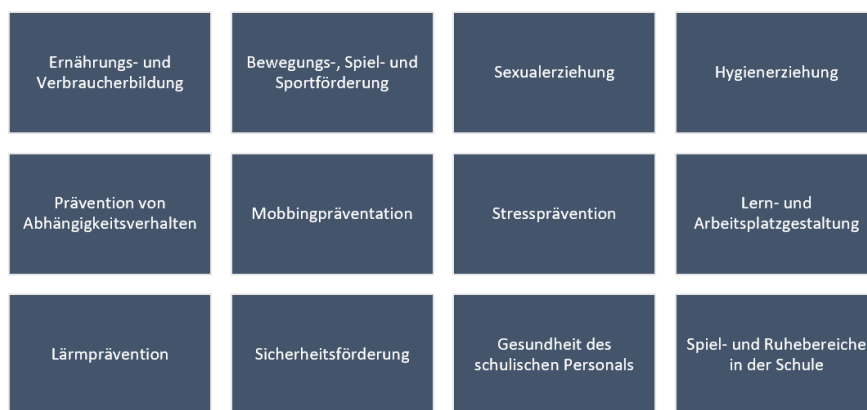 Ernährungs- und
Verbraucherbildung
Bewegungs-, Spiel- und
Sportförderung
Sexualerziehung
Hygienerziehung
Prävention von
Abhängigkeitsverhalten
Mobbingpräventation
Stressprävention
Lern- und
Arbeitsplatzgestaltung
Lärmprävention
Sicherheitsförderung
Gesundheit des
schulischen Personals
Spiel- und Ruhebereiche
in der Schule